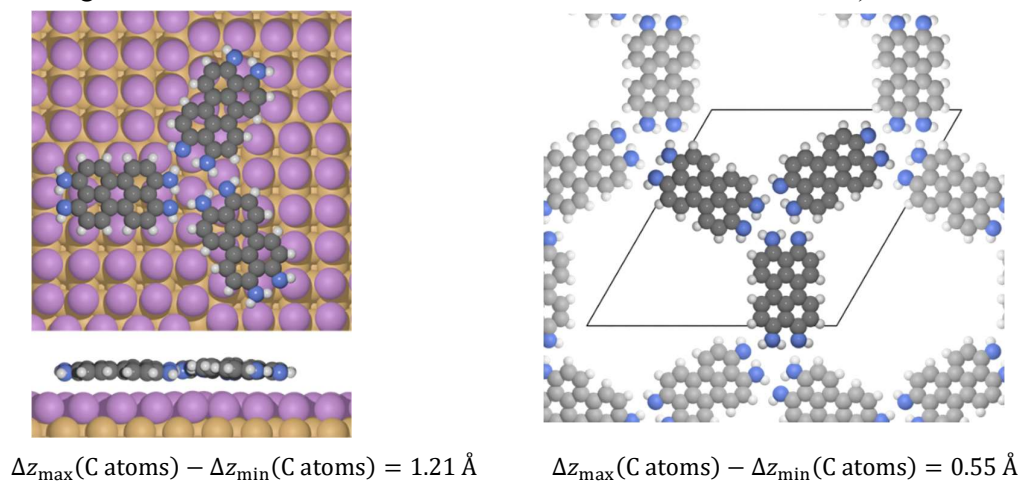 Δz_max(C atoms) − Δz_min(C atoms) = 1.21 Å
Δz_max(C atoms) − Δz_min(C atoms) = 0.55 Å